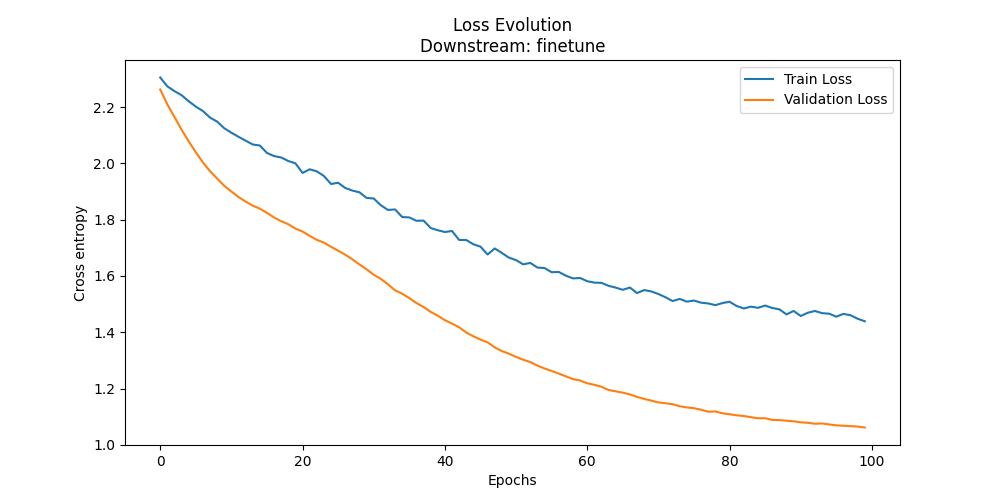 Loss Evolution
Downstream: finetune
Train Loss
Validation Loss
Cross entropy
2.2
2.0
1.8
1.6
1.4
1.2
1.0
0
20
40
60
80
100
Epochs